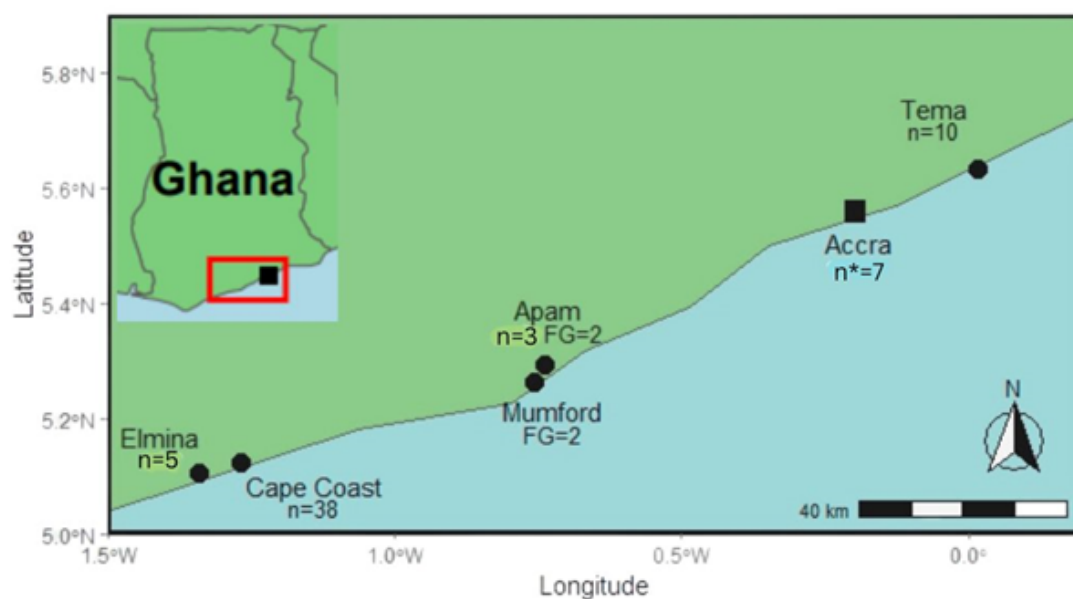 Ghana
Tema
n=10
Accra
n*=7
Apam
n=3 FG=2
Mumford
FG=2
Elmina
n=5
Cape Coast
n=38
N
40 km
5.8°N
5.6°N
5.4°N
5.2°N
5.0°N
Latitude
1.5°W
1.0°W
0.5°W
0.0°
Longitude